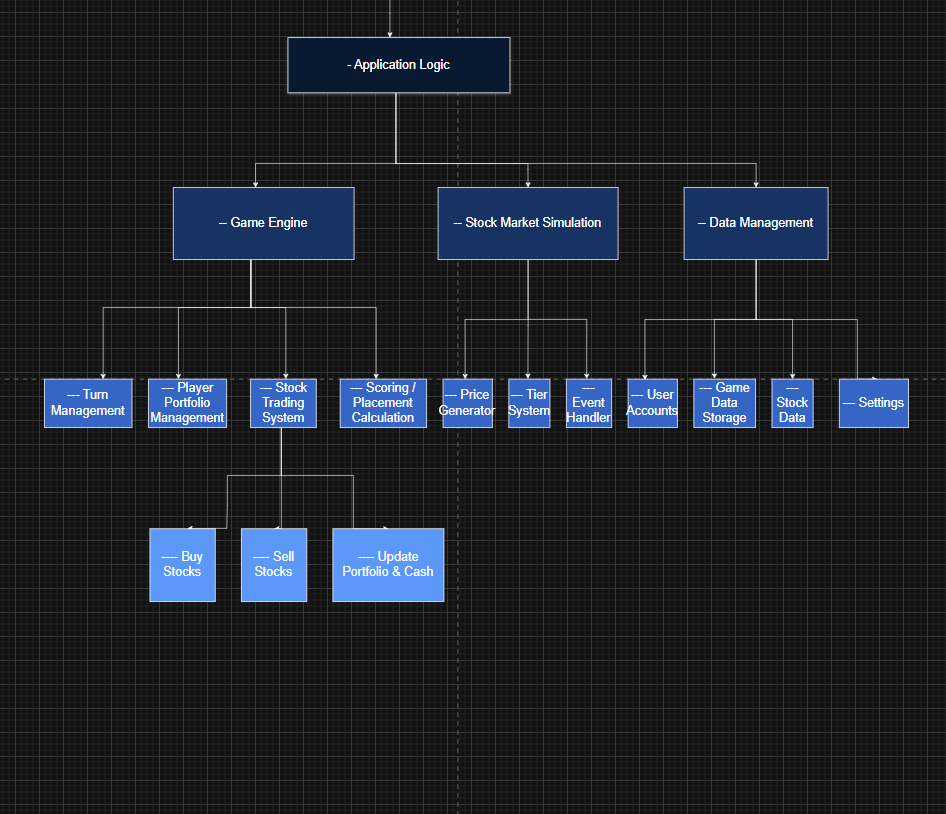 - Application Logic
-- Game Engine
-- Stock Market Simulation
-- Data Management
--- Turn
Management
--- Player
Portfolio
Management
--- Stock
Trading
System
--- Scoring /
Placement
Calculation
--- Price
Generator
--- Tier
System
---
Event
Handler
--- User
Accounts
--- Game
Data
Storage
---
Stock
Data
--- Settings
---- Buy
Stocks
---- Sell
Stocks
---- Update
Portfolio & Cash